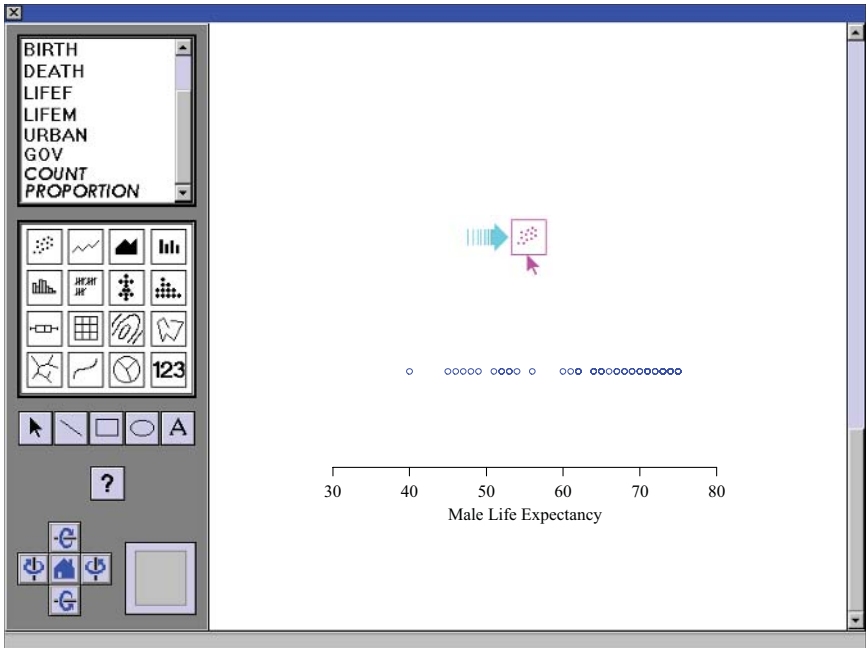 BIRTH
DEATH
LIFEF
LIFEM
URBAN
GOV
COUNT
PROPORTION
123
A
?
30 40 50 60 70 80
Male Life Expectancy